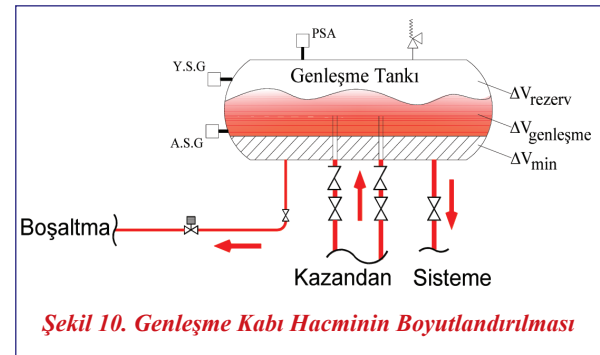 PSA
Y.S.G
Genleşme Tankı
ΔVrezerv
ΔVgenleşme
A.S.G
ΔVmin
Boşaltma
Kazandan
Sisteme
Şekil 10. Genleşme Kabı Hacminin Boyutlandırılması